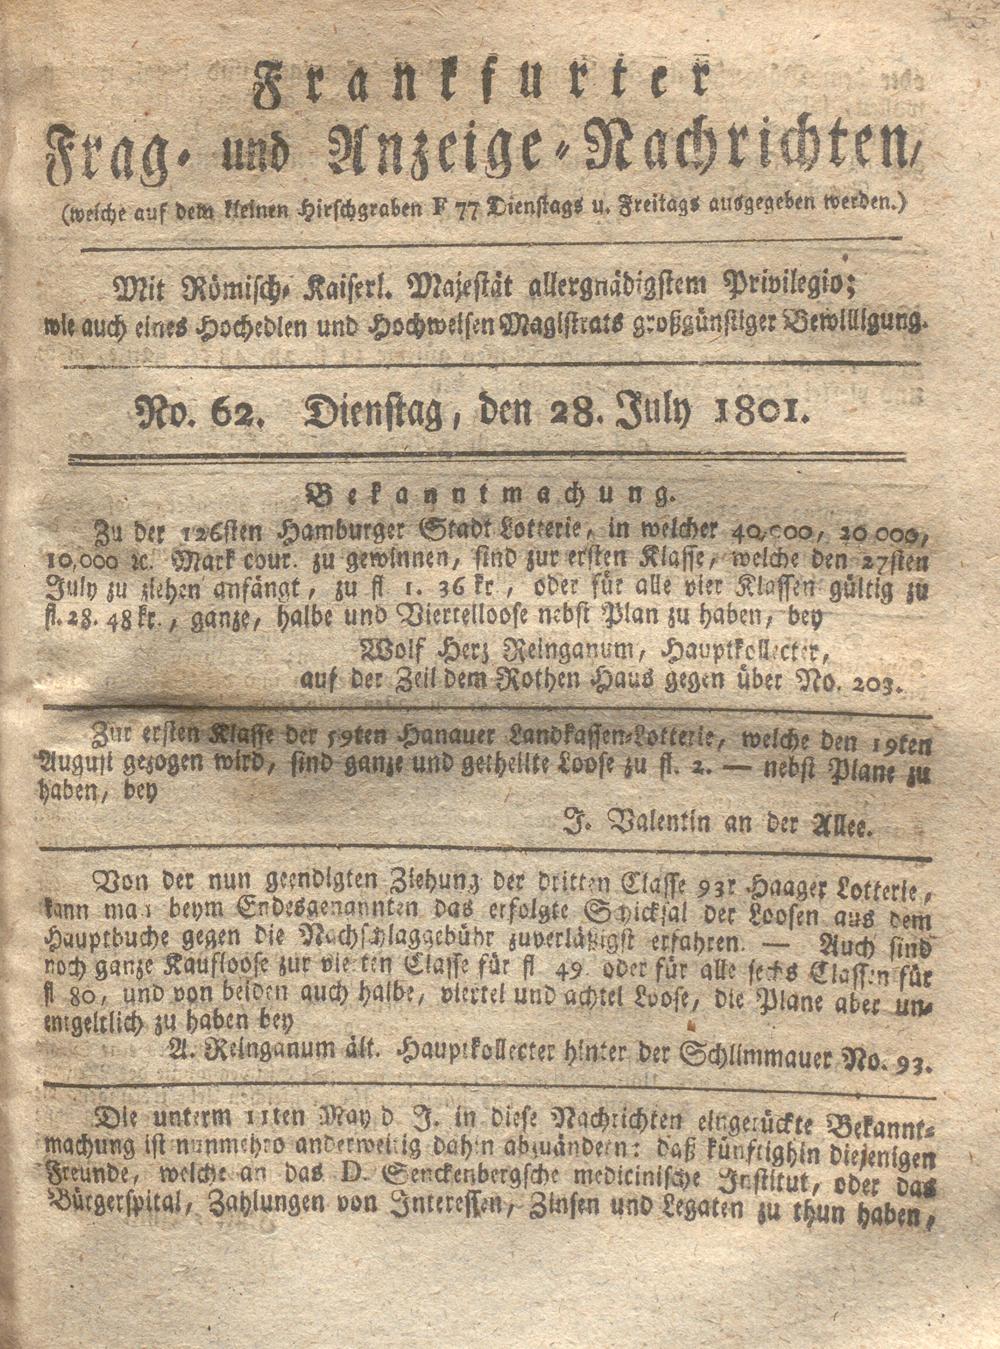 Frankfurter
Frag- und Anzeige-Nachrichten,
(welche auf dem kleinen Hirschgraben F 77 Dienstags u. Freitags ausgegeben werden.)
Mit Römisch- Kaiserl. Majestät allergnädigstem Privilegio;
wie auch eines Hochedlen und Hochweisen Magistrats großgünstiger Bewilligung.
No. 62. Dienstag, den 28. July 1801.
Bekanntmachung.
Zu der 126sten Hamburger Stadt Lotterie, in welcher 40,000, 20 000,
10,000 ꝛc. Mark cour. zu gewinnen, sind zur ersten Klasse, welche den 27sten
July zu ziehen anfängt, zu fl 1. 36 kr, oder für alle vier Klassen gültig zu
fl. 28. 48 kr., ganze, halbe und Viertelloose nebst Plan zu haben, bey
Wolf Herz Reinganum, Hauptkollecter,
auf der Zeil dem Rothen Haus gegen über No. 203.
Zur ersten Klasse der 59ten Hanauer Landkassen-Lotterie, welche den 19ten
August gezogen wird, sind ganze und getheilte Loose zu fl. 2. — nebst Plane zu
haben, bey
J. Valentin an der Allee.
Von der nun geendigten Ziehung der dritten Classe 93r Haager Lotterie,
kann man beym Endesgenannten das erfolgte Schicksal der Loosen aus dem
Hauptbuche gegen die Nachschlaggebühr zuverläßigst erfahren. — Auch sind
noch ganze Kaufloose zur vierten Classe für fl 49. oder für alle sechs Classen für
fl 80, und von beiden auch halbe, viertel und achtel Loose, die Plane aber un-
entgeltlich zu haben bey
A. Reinganum ält. Hauptkollecter hinter der Schlimmauer No. 93.
Die unterm 11ten May d J. in diese Nachrichten eingerückte Bekannt-
machung ist nunmehro anderweitig dahin abzuändern: daß künftighin diejenigen
Freunde, welche an das D. Senckenbergsche medicinische Institut, oder das
Bürgerspital, Zahlungen von Interessen, Zinsen und Legaten zu thun haben,